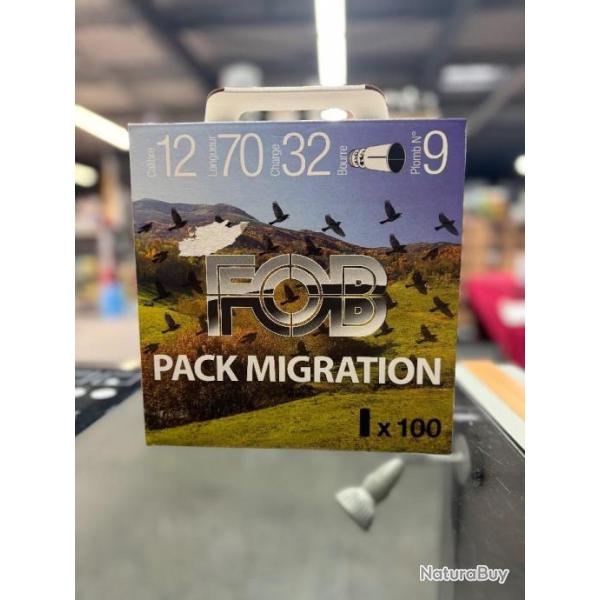 Calibre 12 Longueur 70 Charge 32 Bourre Plomb N° 9
FOB
PACK MIGRATION
x 100
NaturaBuy